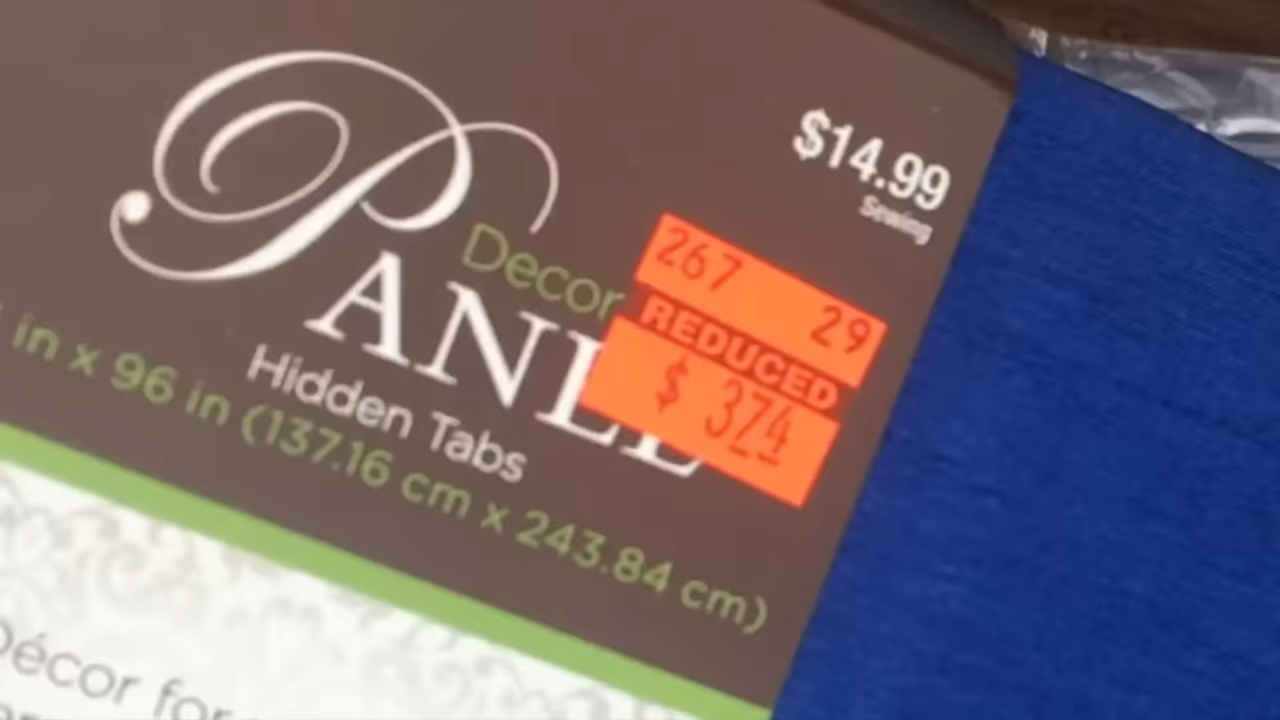 $14.99
Sewing
Decor
PANEL
Hidden Tabs
in x 96 in (137.16 cm x 243.84 cm)
267 29
REDUCED
$ 374
Décor for